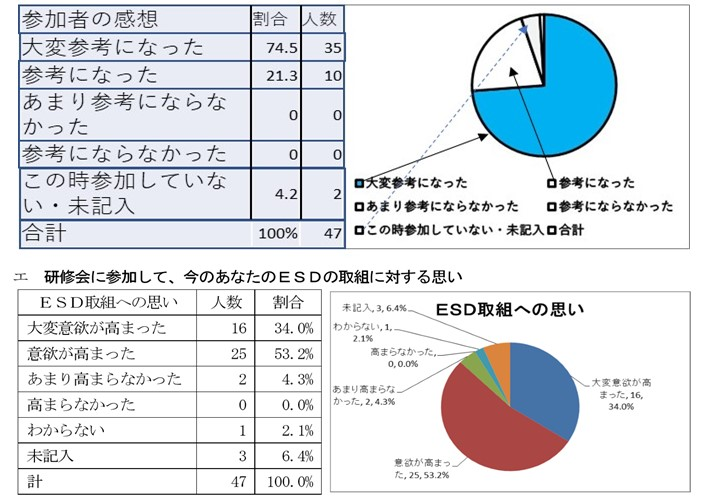 参加者の感想 割合 人数
大変参考になった 74.5 35
参考になった 21.3 10
あまり参考にならな
かった 0 0
参考にならなかった 0 0
この時参加していな
い・未記入 4.2 2
合計 100% 47
大変参考になった 参考になった
あまり参考にならなかった 参考にならなかった
この時参加していない・未記入 合計
エ 研修会に参加して、今のあなたのESDの取組に対する思い
ESD取組への思い 人数 割合
大変意欲が高まった 16 34.0%
意欲が高まった 25 53.2%
あまり高まらなかった 2 4.3%
高まらなかった 0 0.0%
わからない 1 2.1%
未記入 3 6.4%
計 47 100.0%
ESD取組への思い
未記入, 3, 6.4%
わからない, 1,
2.1%
高まらなかった,
0, 0.0%
あまり高まらな
かった, 2, 4.3%
大変意欲が高
まった, 16,
34.0%
意欲が高まっ
た, 25, 53.2%